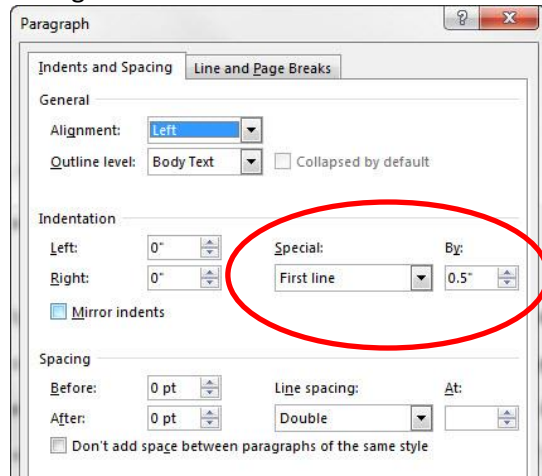 Paragraph
Indents and Spacing Line and Page Breaks
General
Alignment: Left
Outline level: Body Text Collapsed by default
Indentation
Left: 0" Special: By:
Right: 0" First line 0.5"
Mirror indents
Spacing
Before: 0 pt Line spacing: At:
After: 0 pt Double
Don't add space between paragraphs of the same style